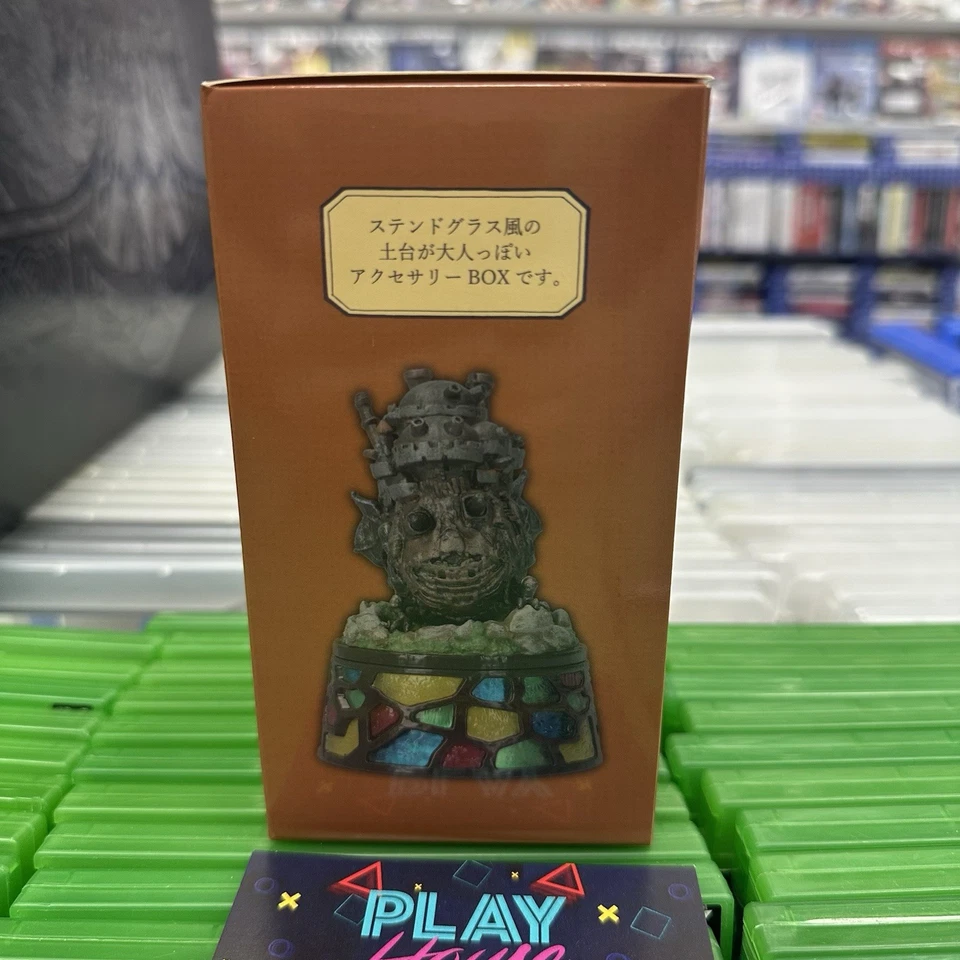 ステンドグラス風の
土台が大人っぽい
アクセサリーBOXです。
PLAY
House